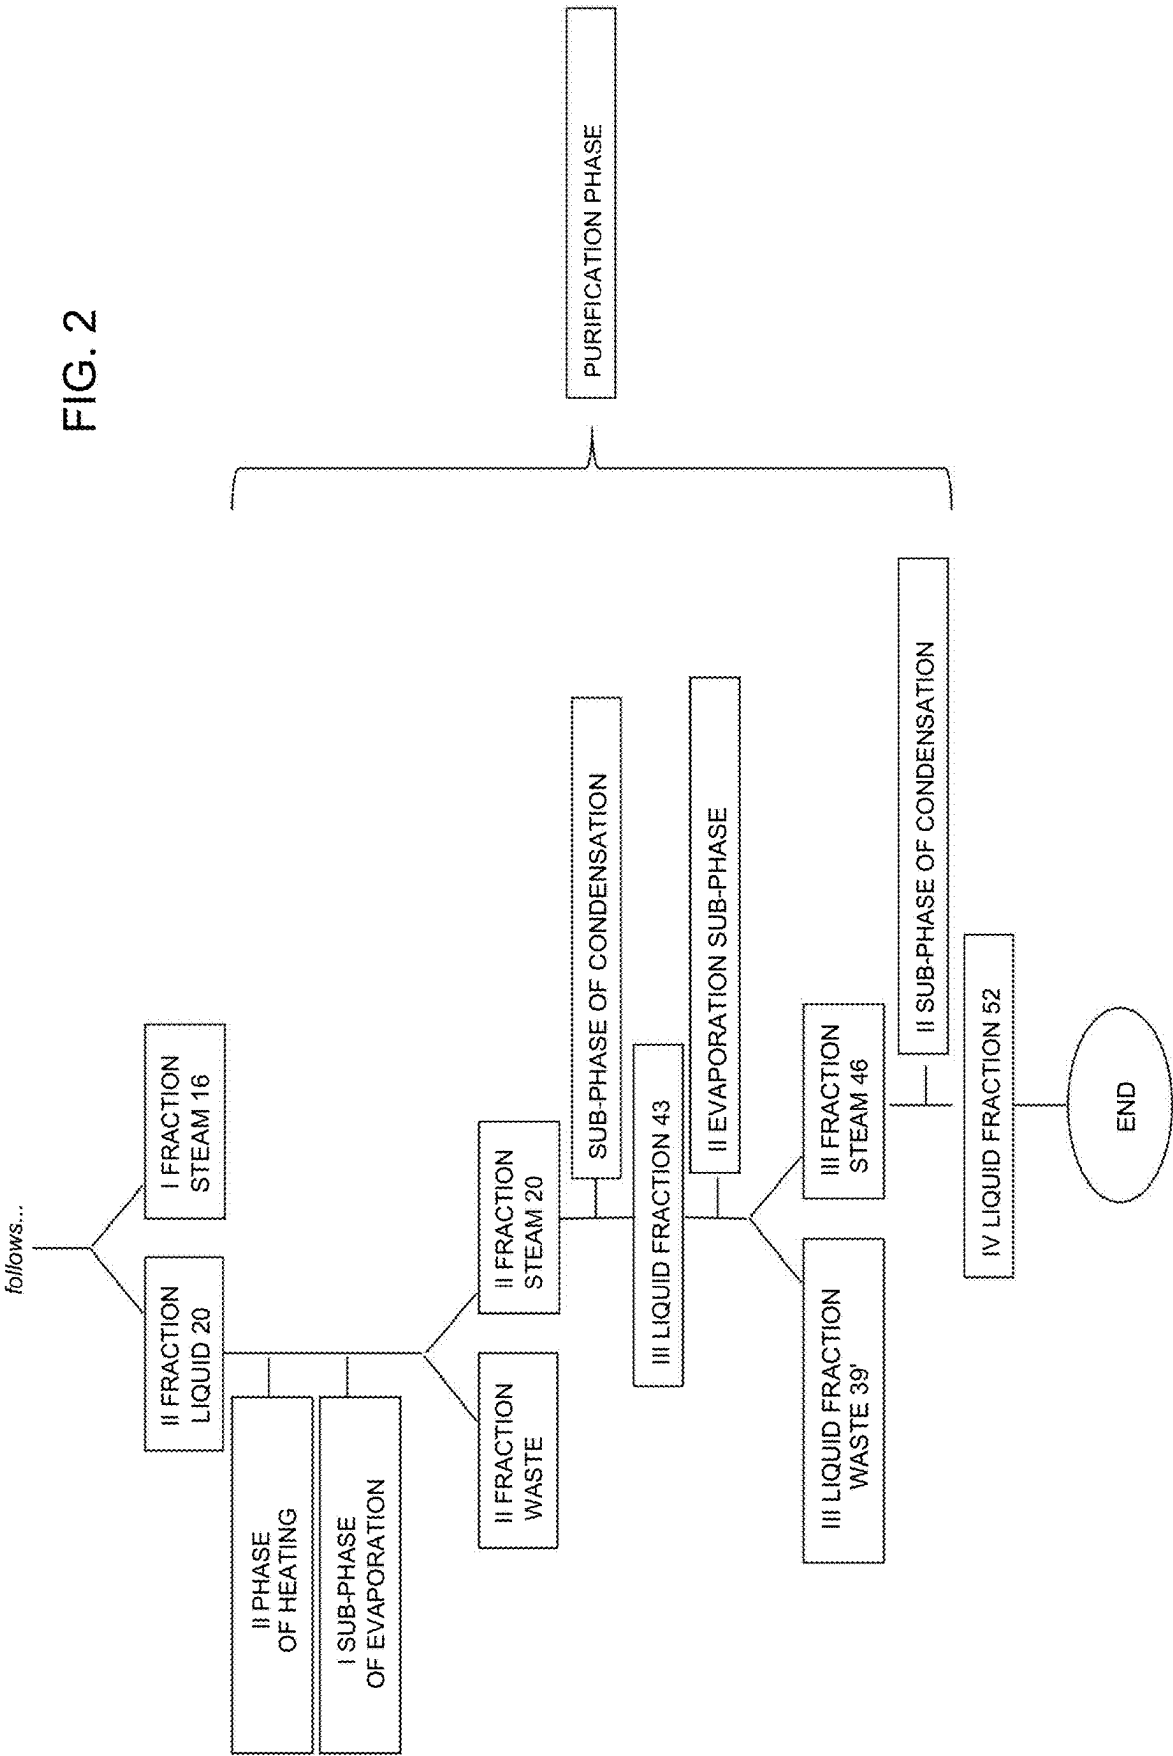 FIG. 2
follows...
II FRACTION
LIQUID 20
I FRACTION
STEAM 16
II PHASE
OF HEATING
I SUB-PHASE
OF EVAPORATION
II FRACTION
WASTE
II FRACTION
STEAM 20
SUB-PHASE OF CONDENSATION
PURIFICATION PHASE
III LIQUID FRACTION 43
II EVAPORATION SUB-PHASE
III LIQUID FRACTION
WASTE 39'
III FRACTION
STEAM 46
II SUB-PHASE OF CONDENSATION
IV LIQUID FRACTION 52
END